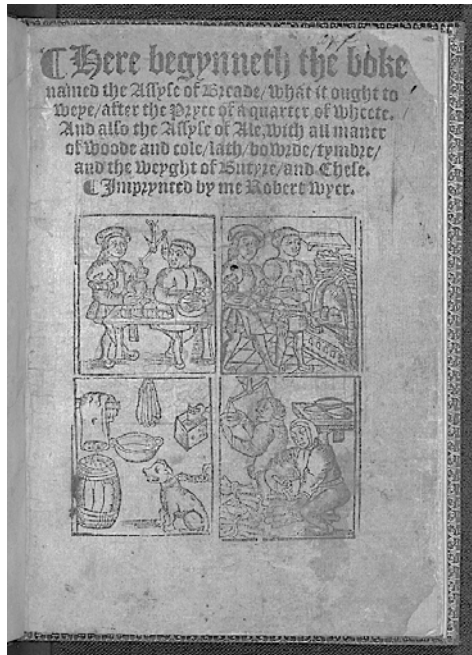 ¶ Here begynneth the boke
named the Assyse of Breade/ what it ought to
weye/ after the Pryce of a quarter of wheete.
And also the Assyse of Ale, with all maner
of woode and cole/ lath/ bowrde/ tymbre/
and the weyght of Butyre/ and Chese.
¶ Imprynted by me Robert Wyer.